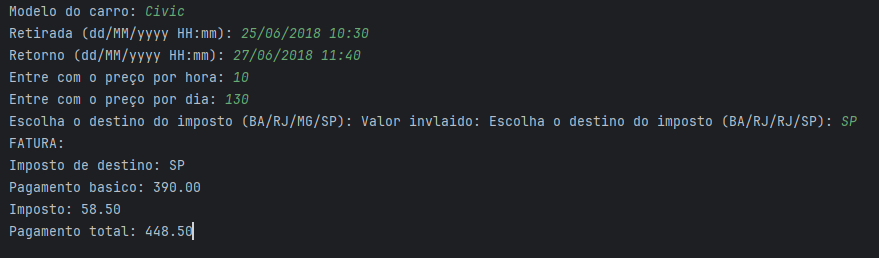 Modelo do carro: Civic
Retirada (dd/MM/yyyy HH:mm): 25/06/2018 10:30
Retorno (dd/MM/yyyy HH:mm): 27/06/2018 11:40
Entre com o preço por hora: 10
Entre com o preço por dia: 130
Escolha o destino do imposto (BA/RJ/MG/SP): Valor invlaido: Escolha o destino do imposto (BA/RJ/RJ/SP): SP
FATURA:
Imposto de destino: SP
Pagamento basico: 390.00
Imposto: 58.50
Pagamento total: 448.50